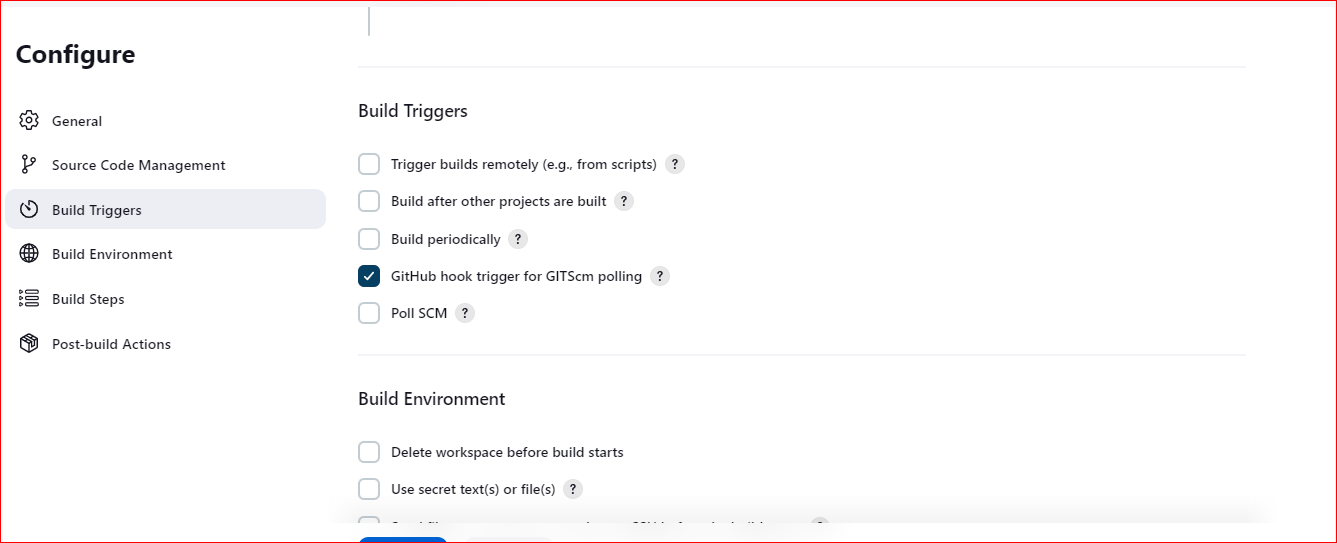 Configure
General
Source Code Management
Build Triggers
Build Environment
Build Steps
Post-build Actions
Build Triggers
Trigger builds remotely (e.g., from scripts) ?
Build after other projects are built ?
Build periodically ?
GitHub hook trigger for GITScm polling ?
Poll SCM ?
Build Environment
Delete workspace before build starts
Use secret text(s) or file(s) ?